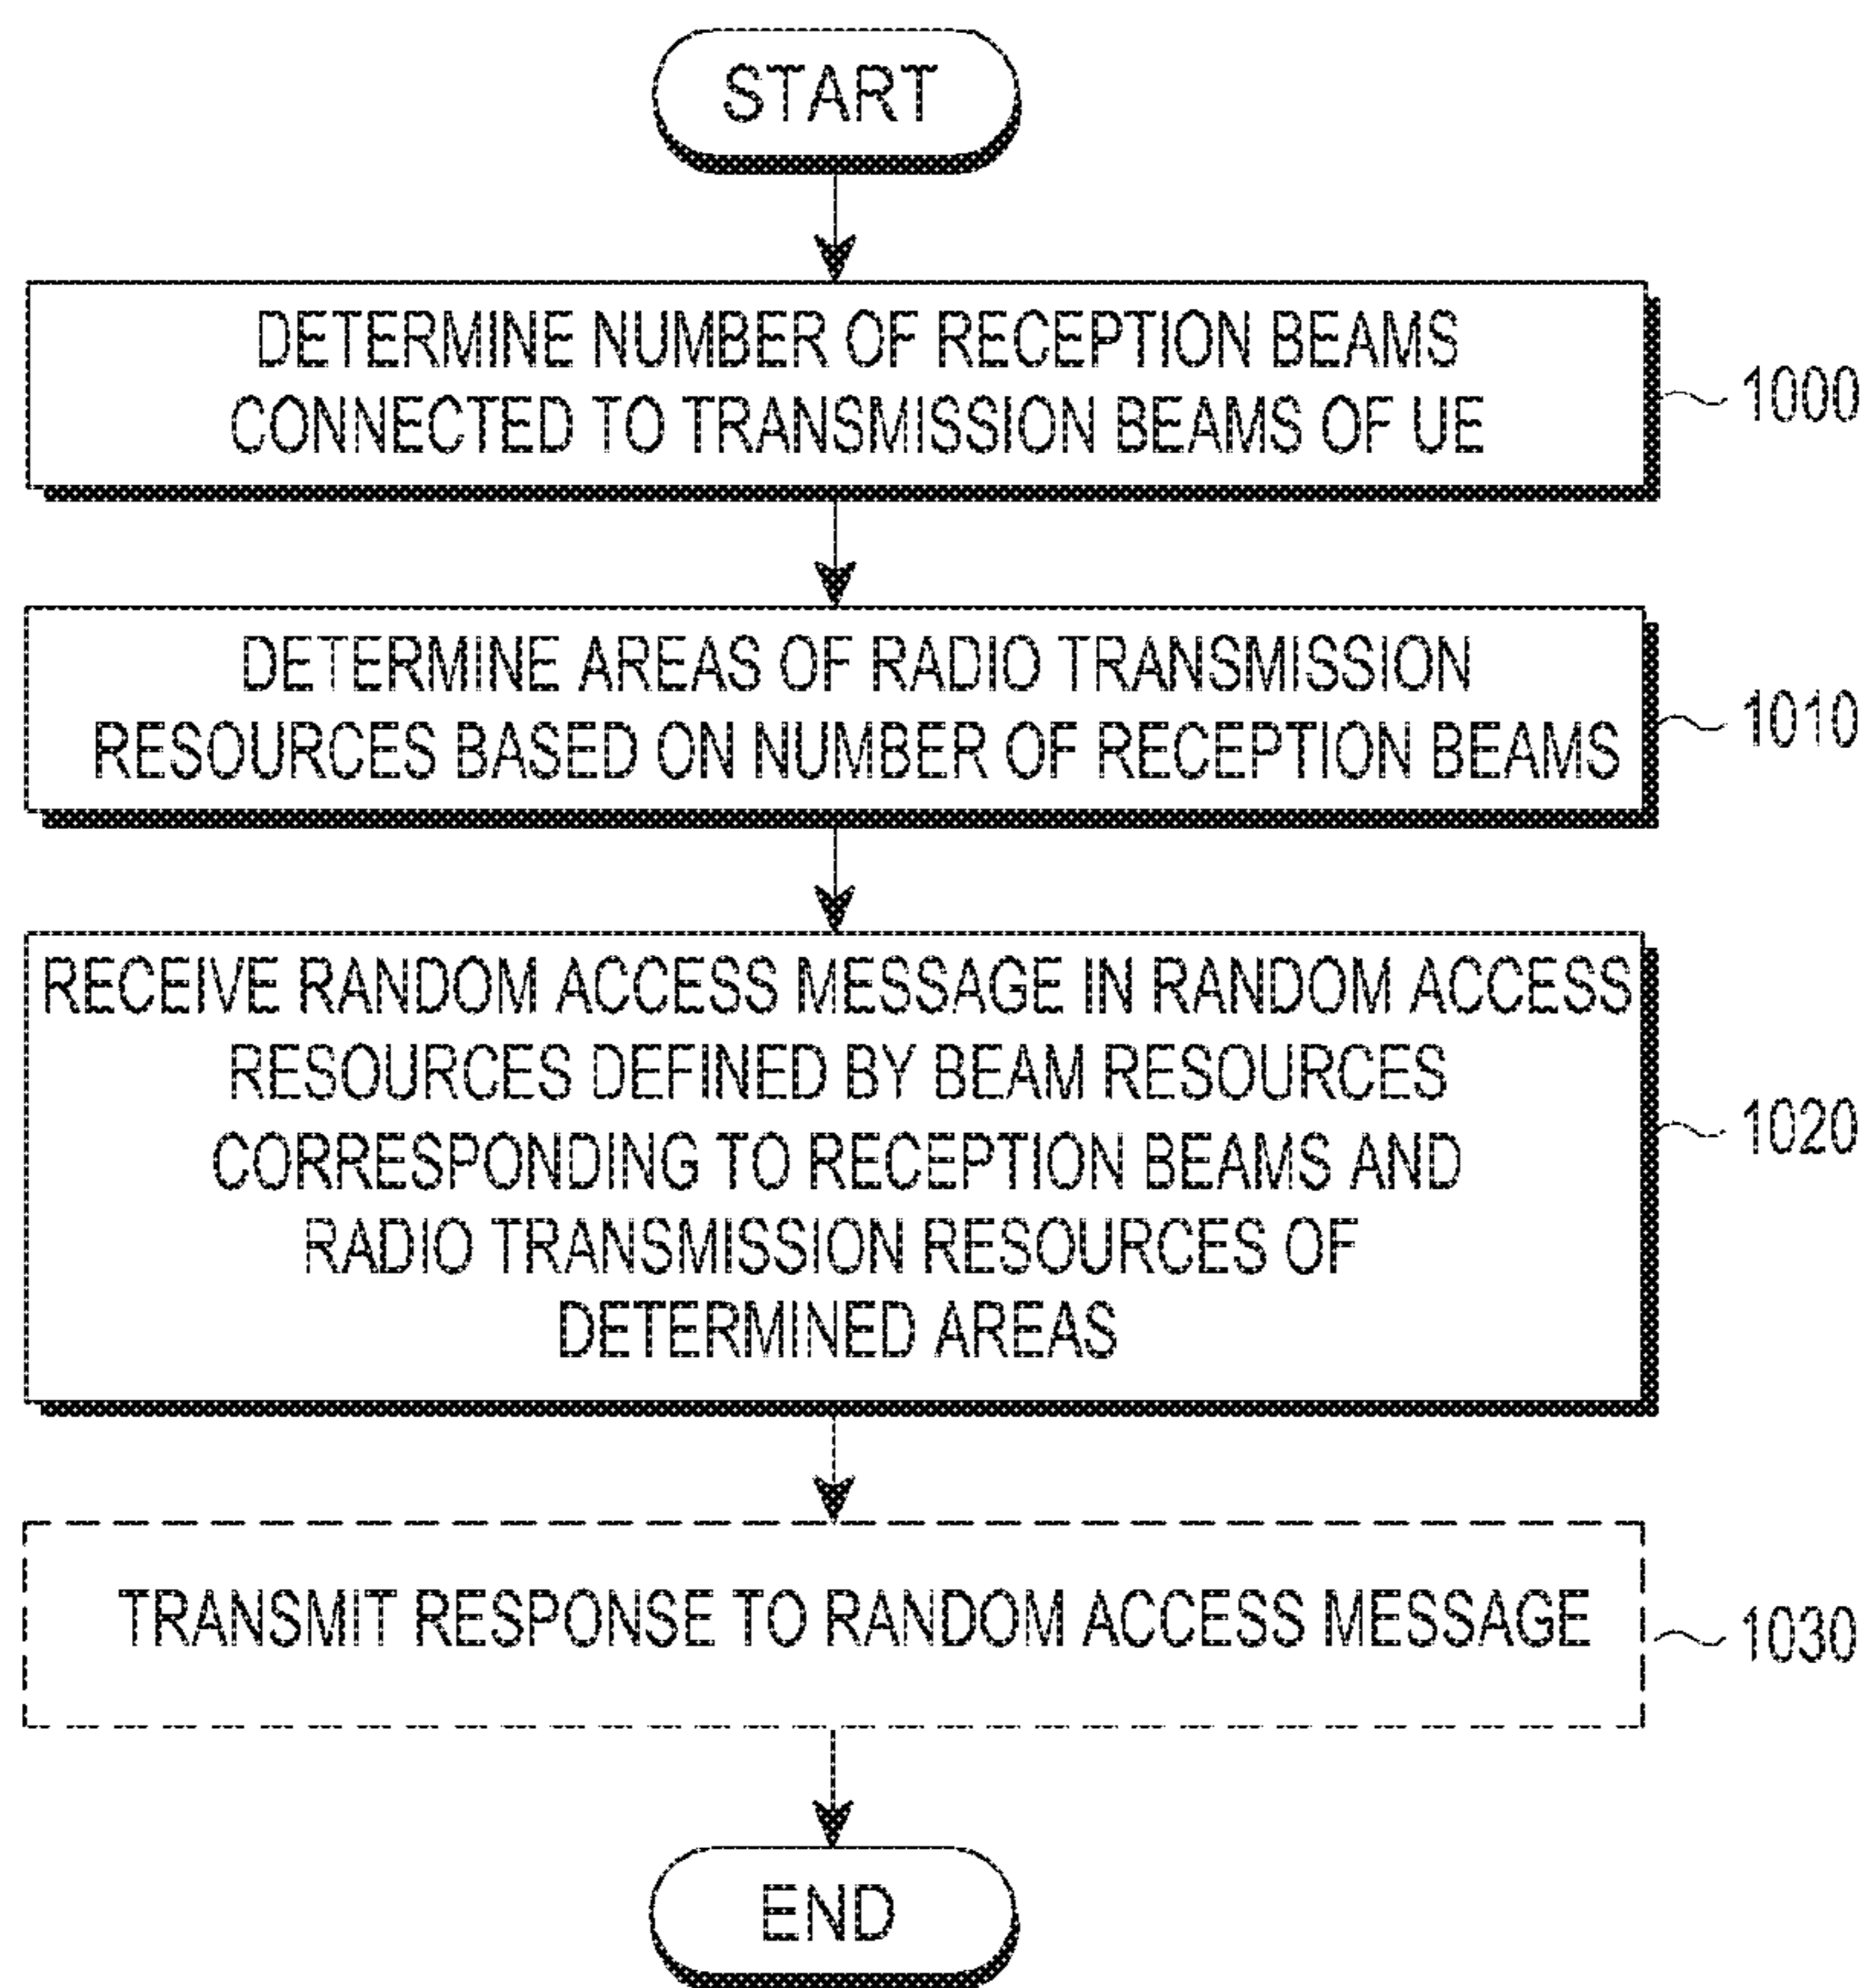 START
DETERMINE NUMBER OF RECEPTION BEAMS
CONNECTED TO TRANSMISSION BEAMS OF UE
1000
DETERMINE AREAS OF RADIO TRANSMISSION
RESOURCES BASED ON NUMBER OF RECEPTION BEAMS
1010
RECEIVE RANDOM ACCESS MESSAGE IN RANDOM ACCESS
RESOURCES DEFINED BY BEAM RESOURCES
CORRESPONDING TO RECEPTION BEAMS AND
RADIO TRANSMISSION RESOURCES OF
DETERMINED AREAS
1020
TRANSMIT RESPONSE TO RANDOM ACCESS MESSAGE
1030
END